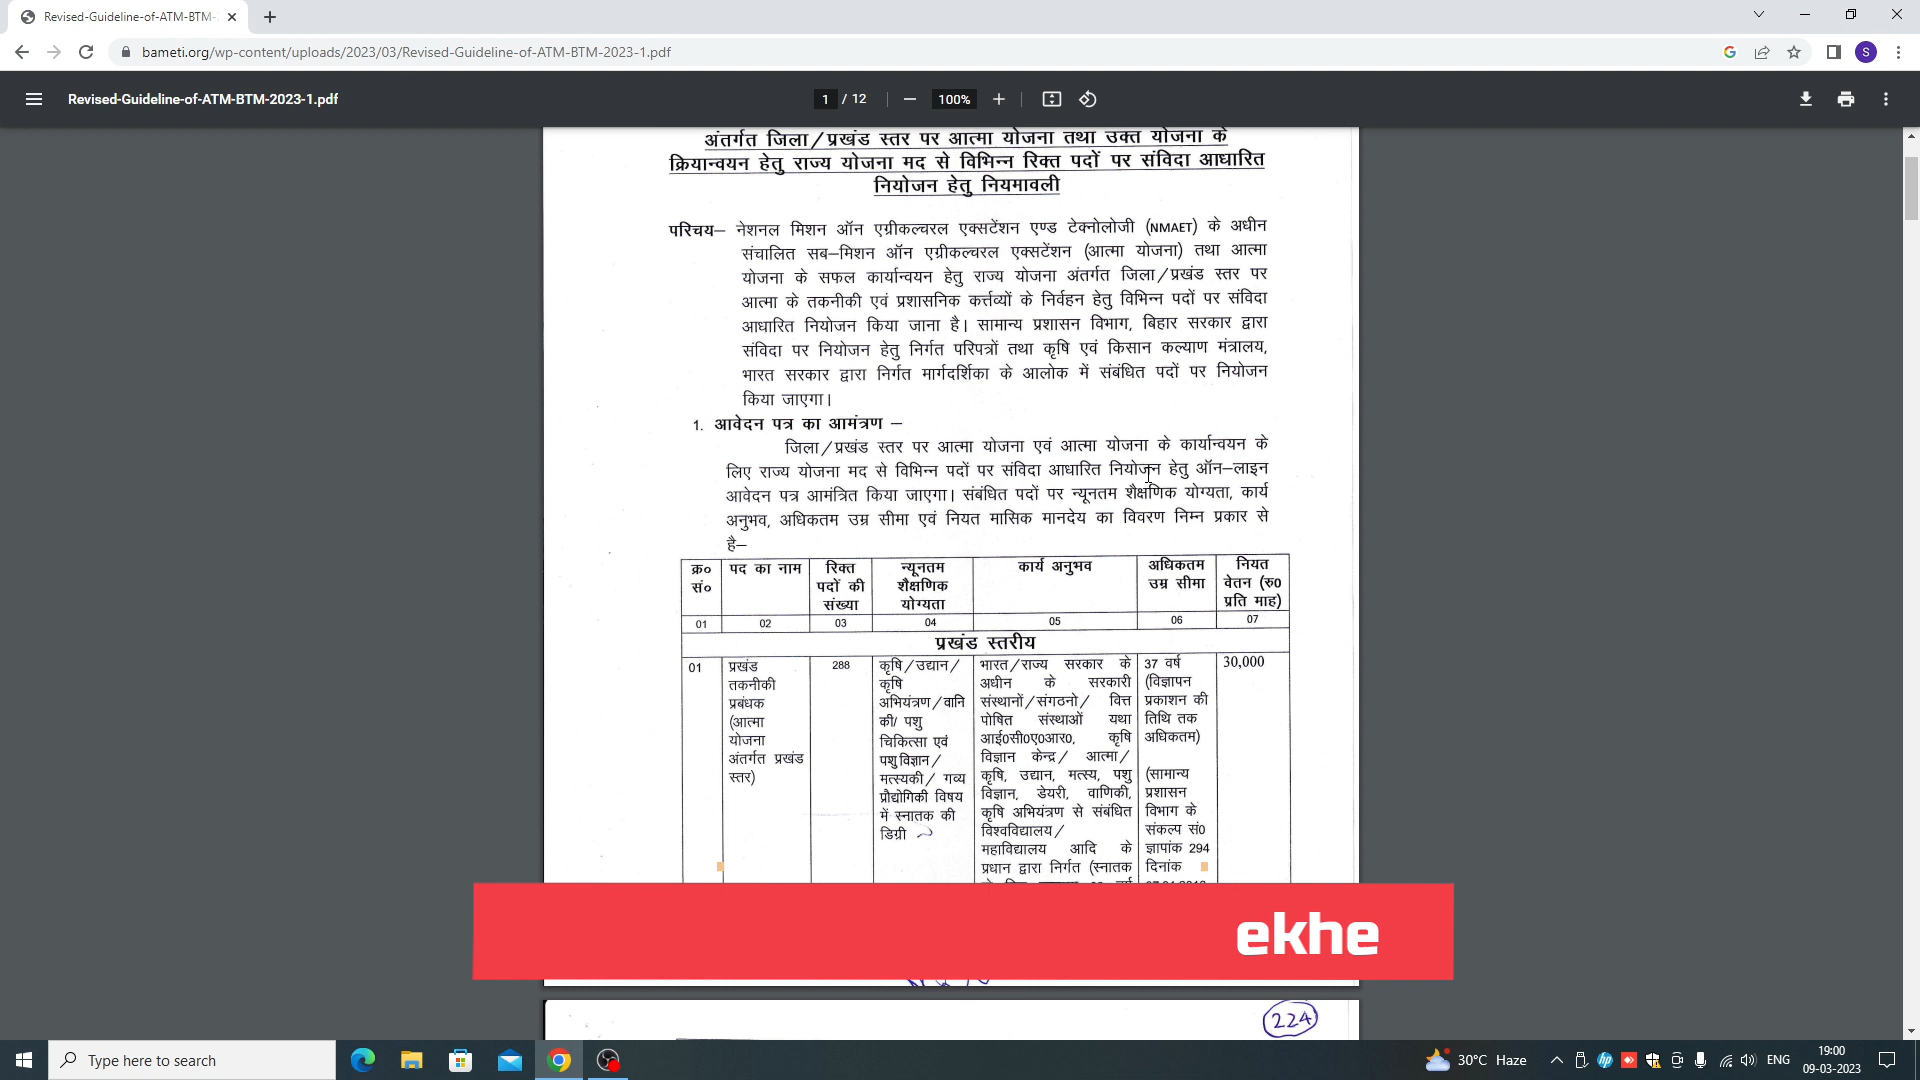 Revised-Guideline-of-ATM-BTM-
bameti.org/wp-content/uploads/2023/03/Revised-Guideline-of-ATM-BTM-2023-1.pdf
S
Revised-Guideline-of-ATM-BTM-2023-1.pdf
1 / 12
100%
अंतर्गत जिला/प्रखंड स्तर पर आत्मा योजना तथा उक्त योजना के
क्रियान्वयन हेतु राज्य योजना मद से विभिन्न रिक्त पदों पर संविदा आधारित
नियोजन हेतु नियमावली
परिचय– नेशनल मिशन ऑन एग्रीकल्चरल एक्सटेंशन एण्ड टेक्नोलोजी (NMAET) के अधीन
संचालित सब–मिशन ऑन एग्रीकल्चरल एक्सटेंशन (आत्मा योजना) तथा आत्मा
योजना के सफल कार्यान्वयन हेतु राज्य योजना अंतर्गत जिला/प्रखंड स्तर पर
आत्मा के तकनीकी एवं प्रशासनिक कर्त्तव्यों के निर्वहन हेतु विभिन्न पदों पर संविदा
आधारित नियोजन किया जाना है। सामान्य प्रशासन विभाग, बिहार सरकार द्वारा
संविदा पर नियोजन हेतु निर्गत परिपत्रों तथा कृषि एवं किसान कल्याण मंत्रालय,
भारत सरकार द्वारा निर्गत मार्गदर्शिका के आलोक में संबंधित पदों पर नियोजन
किया जाएगा।
1. आवेदन पत्र का आमंत्रण –
जिला/प्रखंड स्तर पर आत्मा योजना एवं आत्मा योजना के कार्यान्वयन के
लिए राज्य योजना मद से विभिन्न पदों पर संविदा आधारित नियोजन हेतु ऑन–लाइन
आवेदन पत्र आमंत्रित किया जाएगा। संबंधित पदों पर न्यूनतम शैक्षणिक योग्यता, कार्य
अनुभव, अधिकतम उम्र सीमा एवं नियत मासिक मानदेय का विवरण निम्न प्रकार से
है–
क्र०
सं०
पद का नाम
रिक्त
पदों की
संख्या
न्यूनतम
शैक्षणिक
योग्यता
कार्य अनुभव
अधिकतम
उम्र सीमा
नियत
वेतन (रु0
प्रति माह)
01 02 03 04 05 06 07
प्रखंड स्तरीय
01
प्रखंड
तकनीकी
प्रबंधक
(आत्मा
योजना
अंतर्गत प्रखंड
स्तर)
288
कृषि/उद्यान/
कृषि
अभियंत्रण/वानि
की/ पशु
चिकित्सा एवं
पशु विज्ञान/
मत्स्यकी/ गव्य
प्रौद्योगिकी विषय
में स्नातक की
डिग्री
भारत/राज्य सरकार के
अधीन के सरकारी
संस्थानों/संगठनो/ वित्त
पोषित संस्थाओं यथा
आई0सी0ए0आर0, कृषि
विज्ञान केन्द्र/ आत्मा/
कृषि, उद्यान, मत्स्य, पशु
विज्ञान, डेयरी, वाणिकी,
कृषि अभियंत्रण से संबंधित
विश्वविद्यालय/
महाविद्यालय आदि के
प्रधान द्वारा निर्गत (स्नातक
37 वर्ष
(विज्ञापन
प्रकाशन की
तिथि तक
अधिकतम)
(सामान्य
प्रशासन
विभाग के
संकल्प सं0
ज्ञापांक 294
दिनांक
30,000
ekhe
224
Type here to search
30°C Haze
ENG
19:00
09-03-2023